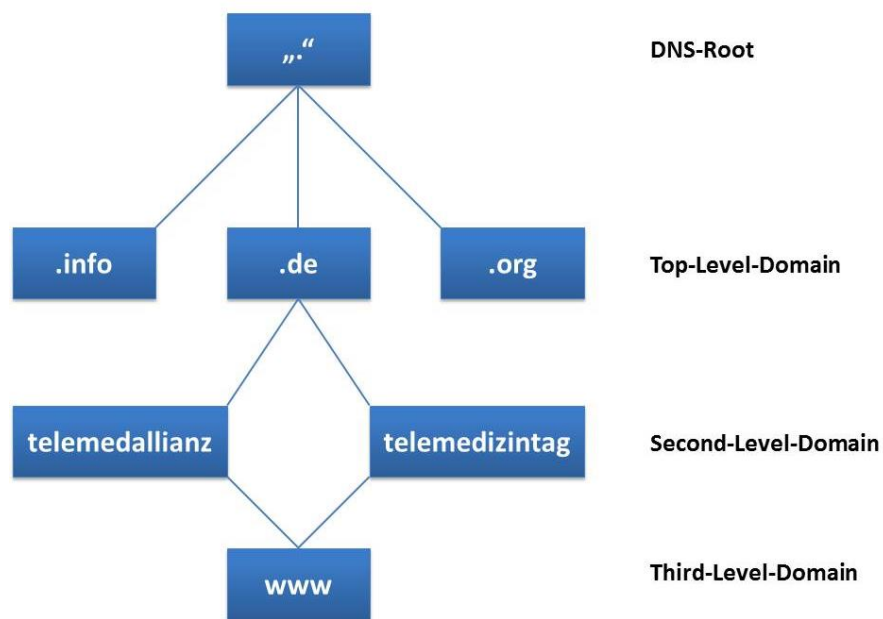 „.“
DNS-Root
.info
.de
.org
Top-Level-Domain
telemedallianz
telemedizintag
Second-Level-Domain
www
Third-Level-Domain